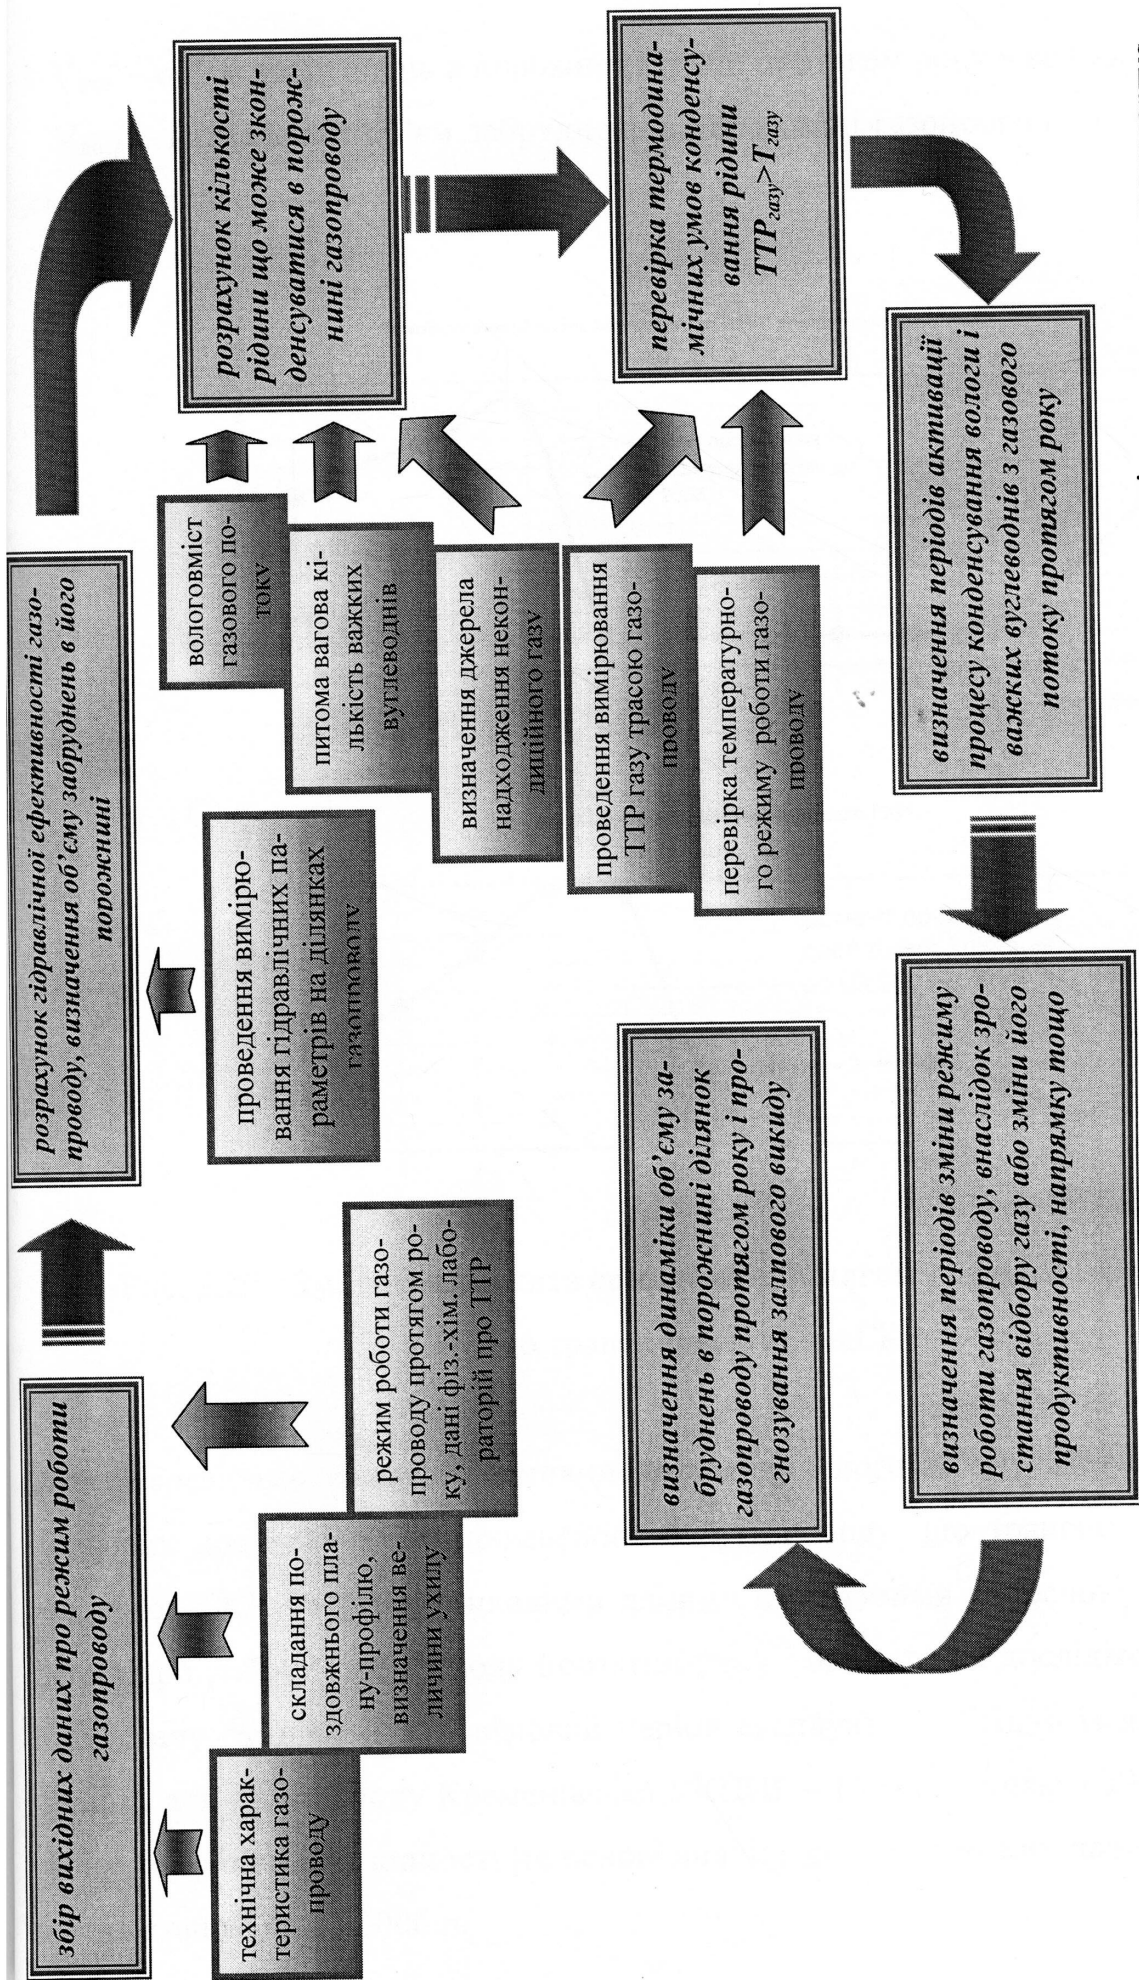 збір вихідних даних про режим роботи
газопроводу
технічна харак-
теристика газо-
проводу
складання по-
здовжнього пла-
ну-профілю,
визначення ве-
личини ухилу
режим роботи газо-
проводу протягом ро-
ку, дані фіз.-хім. лабо-
раторій про ТТР
розрахунок гідравлічної ефективності газо-
проводу, визначення об’єму забруднень в його
порожнині
проведення вимірю-
вання гідравлічних па-
раметрів на ділянках
газопроводу
розрахунок кількості
рідини що може скон-
денсуватися в порож-
нині газопроводу
вологовміст
газового по-
току
питома вагова кі-
лькість важких
вуглеводнів
визначення джерела
надходження некон-
диційного газу
проведення вимірювання
ТТР газу трасою газо-
проводу
перевірка температурно-
го режиму роботи газо-
проводу
перевірка термодина-
мічних умов конденсу-
вання рідини
ТТРгазу>Тгазу
визначення періодів активації
процесу конденсування вологи і
важских вуглеводнів з газового
потоку протягом року
визначення періодів зміни режиму
роботи газопроводу, внаслідок зро-
стання відбору газу або зміни його
продуктивності, напрямку тощо
визначення динаміки об’єму за-
бруднень в порожнині ділянок
газопроводу протягом року і про-
гнозування залпового викиду